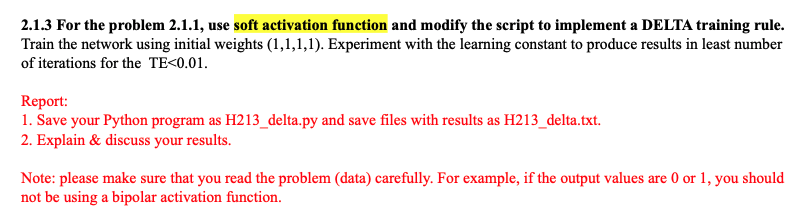 2.1.3 For the problem 2.1.1, use soft activation function and modify the script to implement a DELTA training rule.
Train the network using initial weights (1,1,1,1). Experiment with the learning constant to produce results in least number
of iterations for the TE<0.01.
Report:
1. Save your Python program as H213_delta.py and save files with results as H213_delta.txt.
2. Explain & discuss your results.
Note: please make sure that you read the problem (data) carefully. For example, if the output values are 0 or 1, you should
not be using a bipolar activation function.